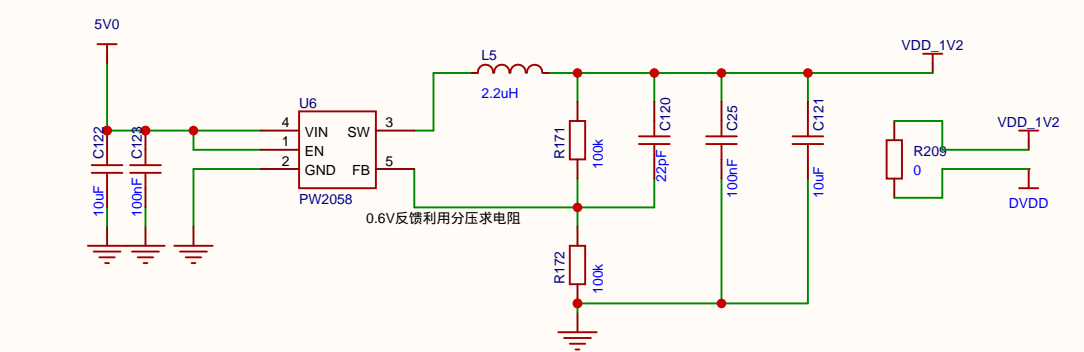 5V0
C122
10uF
C123
100nF
U6
4 VIN SW 3
1 EN
2 GND FB 5
PW2058
L5
2.2uH
0.6V反馈利用分压求电阻
R171
100k
R172
100k
C120
22pF
C25
100nF
C121
10uF
VDD_1V2
R209
0
VDD_1V2
DVDD